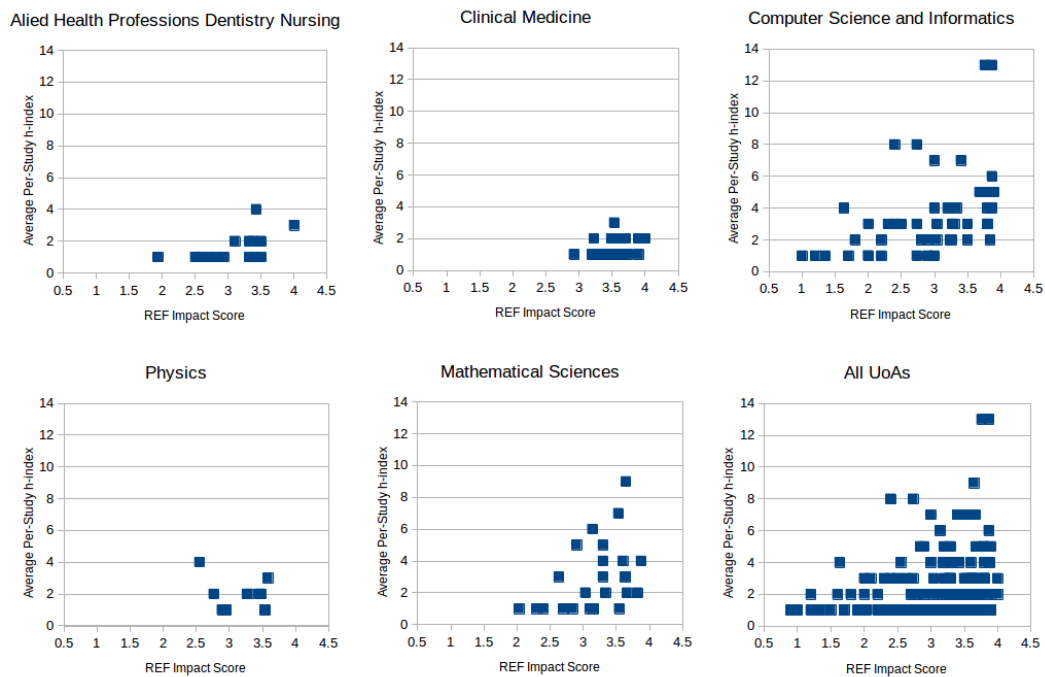 Alied Health Professions Dentistry Nursing
Average Per-Study h-index
14
12
10
8
6
4
2
0
0.5 1 1.5 2 2.5 3 3.5 4 4.5
REF Impact Score
Clinical Medicine
Average Per-Study h-index
14
12
10
8
6
4
2
0
0.5 1 1.5 2 2.5 3 3.5 4 4.5
REF Impact Score
Computer Science and Informatics
Average Per-Study h-index
14
12
10
8
6
4
2
0
0.5 1 1.5 2 2.5 3 3.5 4 4.5
REF Impact Score
Physics
Average Per-Study h-index
14
12
10
8
6
4
2
0
0.5 1 1.5 2 2.5 3 3.5 4 4.5
REF Impact Score
Mathematical Sciences
Average Per-Study h-index
14
12
10
8
6
4
2
0
0.5 1 1.5 2 2.5 3 3.5 4 4.5
REF Impact Score
All UoAs
Average Per-Study h-index
14
12
10
8
6
4
2
0
0.5 1 1.5 2 2.5 3 3.5 4 4.5
REF Impact Score